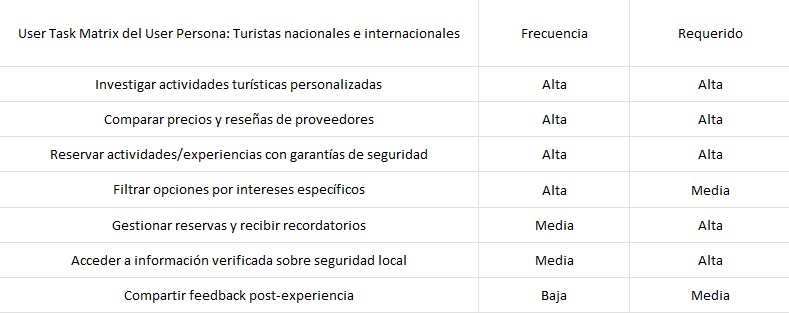 User Task Matrix del User Persona: Turistas nacionales e internacionales Frecuencia Requerido
Investigar actividades turísticas personalizadas Alta Alta
Comparar precios y reseñas de proveedores Alta Alta
Reservar actividades/experiencias con garantías de seguridad Alta Alta
Filtrar opciones por intereses específicos Alta Media
Gestionar reservas y recibir recordatorios Media Alta
Acceder a información verificada sobre seguridad local Media Alta
Compartir feedback post-experiencia Baja Media